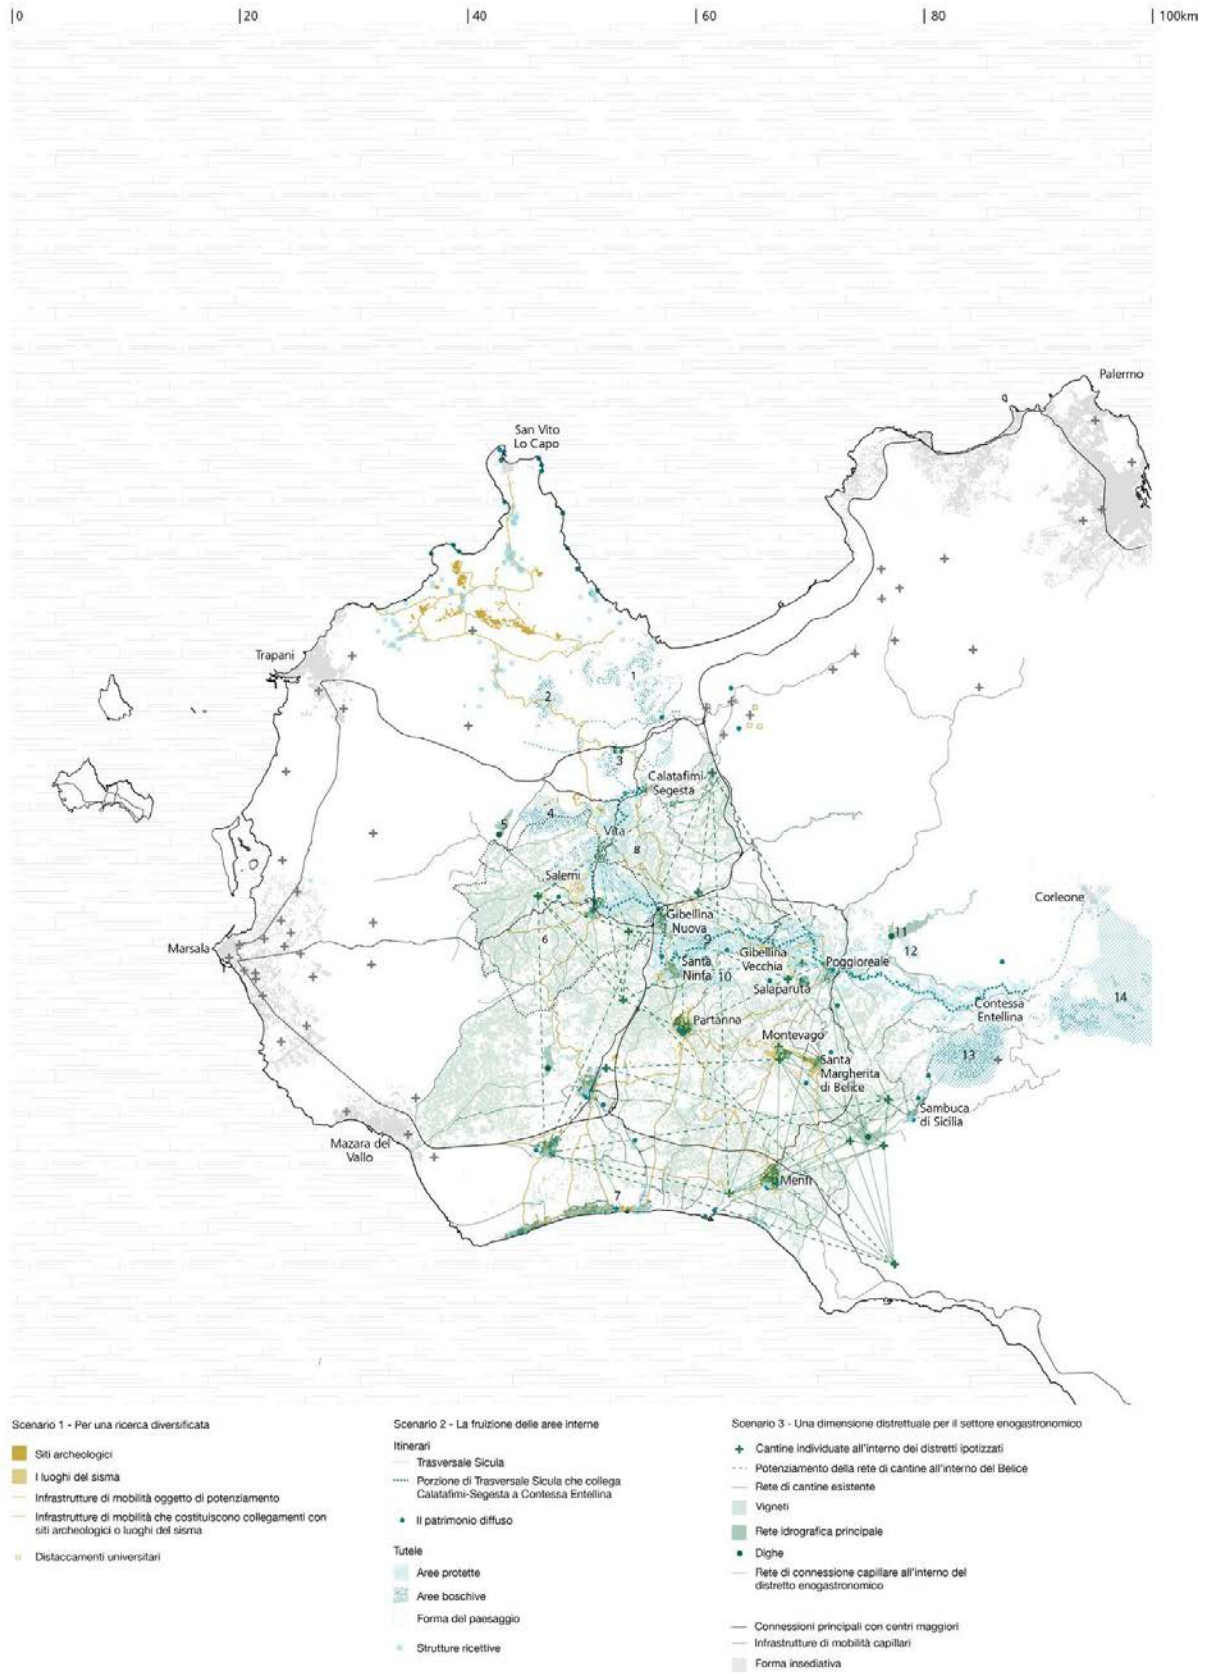 0
20
40
60
80
100km
Palermo
San Vito
Lo Capo
Trapani
1
2
3
Calatafimi-
Segesta
4
5
Vita
8
Salemi
Corleone
Gibellina
Nuova
11
Marsala
6
9
Gibellina
Vecchia
12
Santa
Ninfa
10
Poggioreale
Salaparuta
14
Contessa
Entellina
Partanna
Montevago
13
Santa
Margherita
di Belice
Sambuca
di Sicilia
Mazara del
Vallo
Menfi
7
Scenario 1 - Per una ricerca diversificata
Siti archeologici
I luoghi del sisma
Infrastrutture di mobilità oggetto di potenziamento
Infrastrutture di mobilità che costituiscono collegamenti con
siti archeologici o luoghi del sisma
Distaccamenti universitari
Scenario 2 - La fruizione delle aree interne
Itinerari
Trasversale Sicula
Porzione di Trasversale Sicula che collega
Calatafimi-Segesta a Contessa Entellina
Il patrimonio diffuso
Tutele
Aree protette
Aree boschive
Forma del paesaggio
Strutture ricettive
Scenario 3 - Una dimensione distrettuale per il settore enogastronomico
Cantine individuate all'interno dei distretti ipotizzati
Potenziamento della rete di cantine all'interno del Belice
Rete di cantine esistente
Vigneti
Rete idrografica principale
Dighe
Rete di connessione capillare all'interno del
distretto enogastronomico
Connessioni principali con centri maggiori
Infrastrutture di mobilità capillari
Forma insediativa